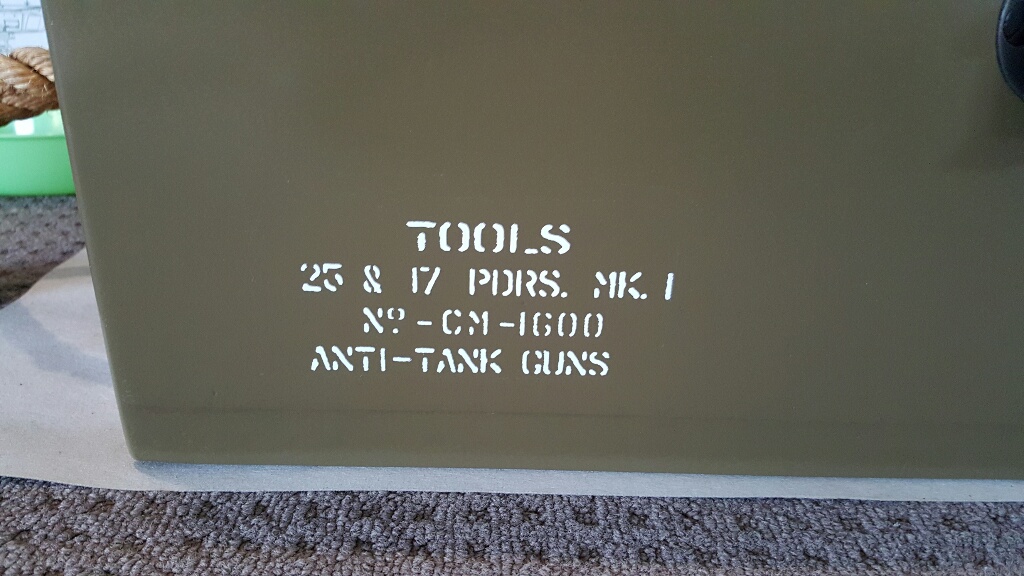 TOOLS
25 & 17 PDRS. MK. I
Nº - CM - 1600
ANTI-TANK GUNS